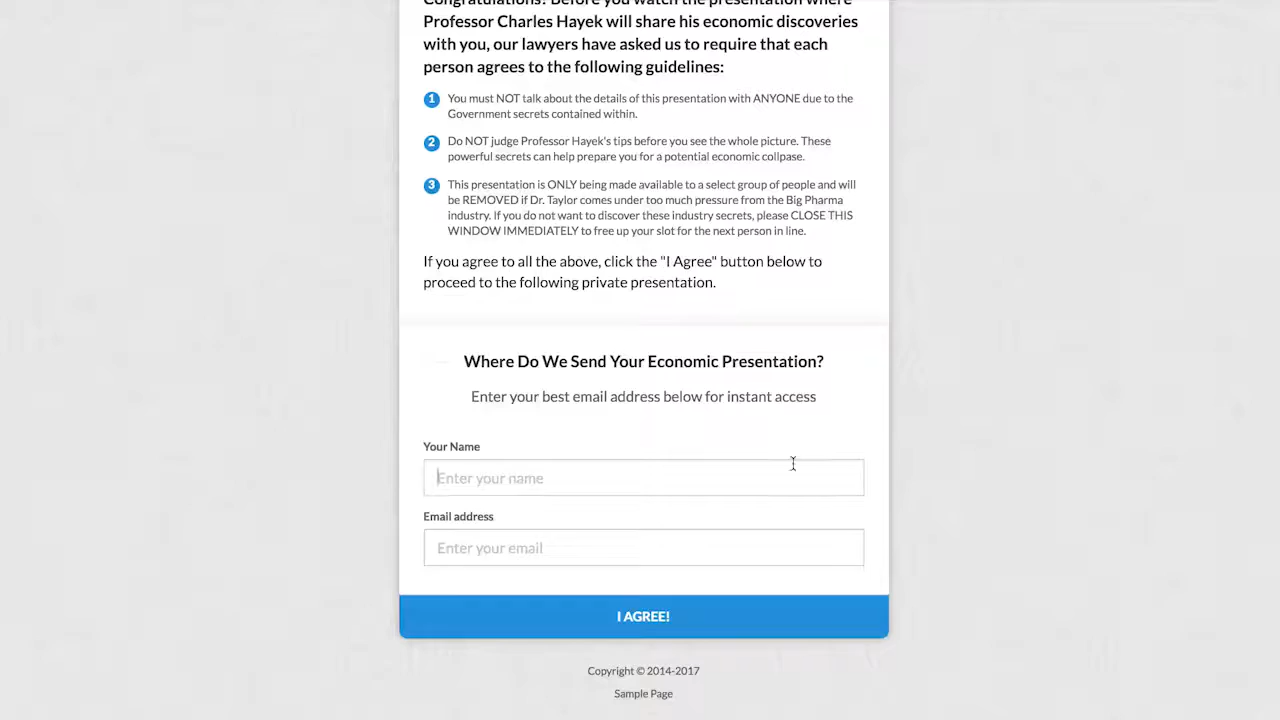 Congratulations! Before you watch the presentation where
Professor Charles Hayek will share his economic discoveries
with you, our lawyers have asked us to require that each
person agrees to the following guidelines:
1 You must NOT talk about the details of this presentation with ANYONE due to the
Government secrets contained within.
2 Do NOT judge Professor Hayek's tips before you see the whole picture. These
powerful secrets can help prepare you for a potential economic collpase.
3 This presentation is ONLY being made available to a select group of people and will
be REMOVED if Dr. Taylor comes under too much pressure from the Big Pharma
industry. If you do not want to discover these industry secrets, please CLOSE THIS
WINDOW IMMEDIATELY to free up your slot for the next person in line.
If you agree to all the above, click the "I Agree" button below to
proceed to the following private presentation.
Where Do We Send Your Economic Presentation?
Enter your best email address below for instant access
Your Name
Enter your name
Email address
Enter your email
I AGREE!
Copyright © 2014-2017
Sample Page